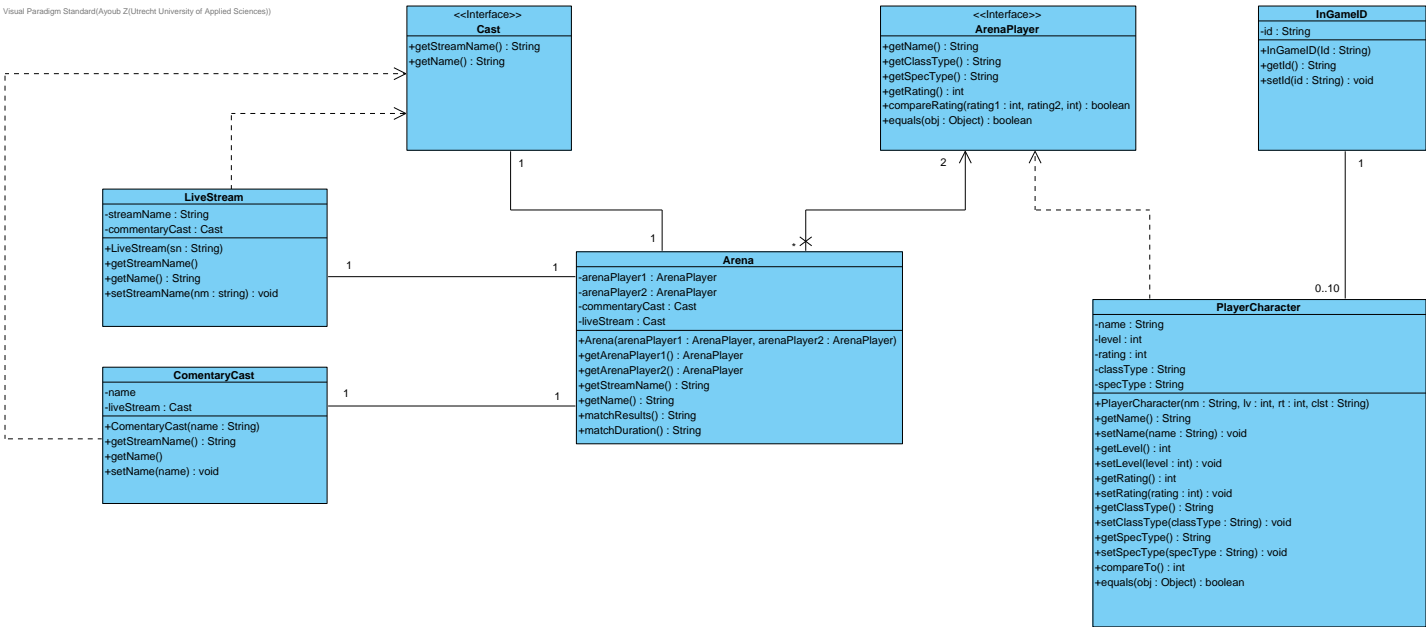 Visual Paradigm Standard(Ayoub Z(Utrecht University of Applied Sciences))
<<Interface>>
Cast
+getStreamName() : String
+getName() : String
<<Interface>>
ArenaPlayer
+getName() : String
+getClassType() : String
+getSpecType() : String
+getRating() : int
+compareRating(rating1 : int, rating2, int) : boolean
+equals(obj : Object) : boolean
InGameID
-id : String
+InGameID(Id : String)
+getId() : String
+setId(id : String) : void
1
2
1
LiveStream
-streamName : String
-commentaryCast : Cast
+LiveStream(sn : String)
+getStreamName()
+getName() : String
+setStreamName(nm : string) : void
1
*
1
1
Arena
-arenaPlayer1 : ArenaPlayer
-arenaPlayer2 : ArenaPlayer
-commentaryCast : Cast
-liveStream : Cast
+Arena(arenaPlayer1 : ArenaPlayer, arenaPlayer2 : ArenaPlayer)
+getArenaPlayer1() : ArenaPlayer
+getArenaPlayer2() : ArenaPlayer
+getStreamName() : String
+getName() : String
+matchResults() : String
+matchDuration() : String
0..10
PlayerCharacter
-name : String
-level : int
-rating : int
-classType : String
-specType : String
+PlayerCharacter(nm : String, lv : int, rt : int, clst : String)
+getName() : String
+setName(name : String) : void
+getLevel() : int
+setLevel(level : int) : void
+getRating() : int
+setRating(rating : int) : void
+getClassType() : String
+setClassType(classType : String) : void
+getSpecType() : String
+setSpecType(specType : String) : void
+compareTo() : int
+equals(obj : Object) : boolean
ComentaryCast
-name
-liveStream : Cast
+ComentaryCast(name : String)
+getStreamName() : String
+getName()
+setName(name) : void
1
1